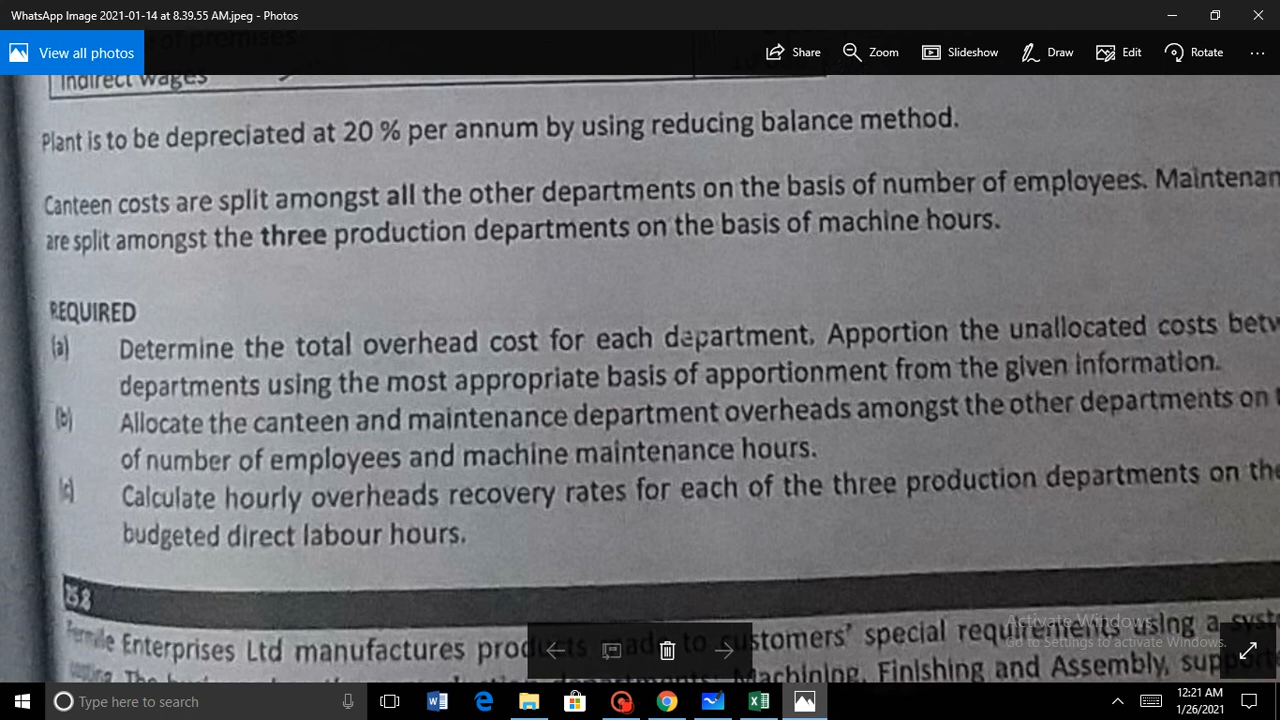 WhatsApp Image 2021-01-14 at 8.39.55 AM.jpeg - Photos
View all photos
Share
Zoom
Slideshow
Draw
Edit
Rotate
of premises
Indirect wages
Plant is to be depreciated at 20 % per annum by using reducing balance method.
Canteen costs are split amongst all the other departments on the basis of number of employees. Maintenan
are split amongst the three production departments on the basis of machine hours.
REQUIRED
(a) Determine the total overhead cost for each department. Apportion the unallocated costs betw
departments using the most appropriate basis of apportionment from the given information.
(b) Allocate the canteen and maintenance department overheads amongst the other departments on t
of number of employees and machine maintenance hours.
(c) Calculate hourly overheads recovery rates for each of the three production departments on the
budgeted direct labour hours.
Enterprises Ltd manufactures products made to customers' special requirements using a syst
Machining, Finishing and Assembly, support
Activate Windows
Go to Settings to activate Windows.
Type here to search
12:21 AM
1/26/2021